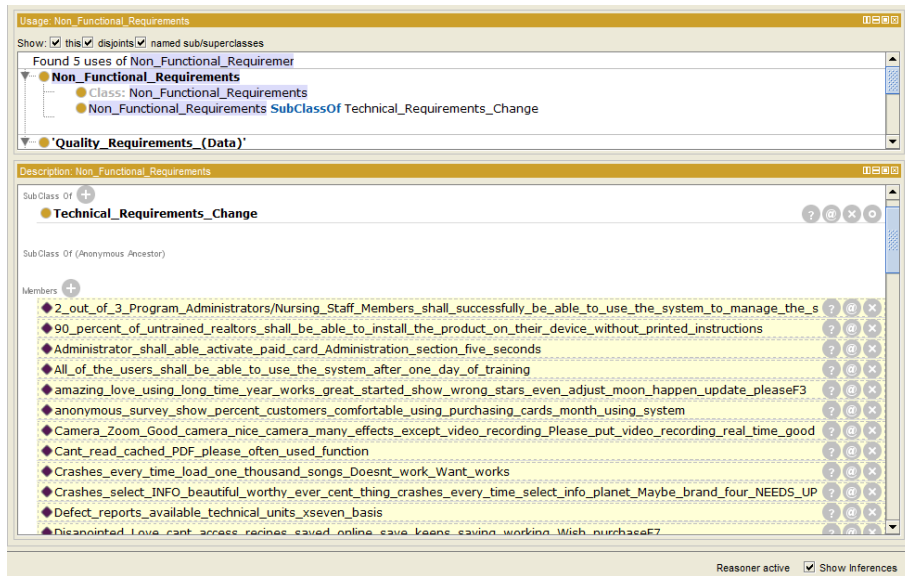 Usage: Non_Functional_Requirements
Show: this disjoints named sub/superclasses
Found 5 uses of Non_Functional_Requiremer
Non_Functional_Requirements
Class: Non_Functional_Requirements
Non_Functional_Requirements SubClassOf Technical_Requirements_Change
'Quality_Requirements_(Data)'
Description: Non_Functional_Requirements
SubClass Of
Technical_Requirements_Change
SubClass Of (Anonymous Ancestor)
Members
2_out_of_3_Program_Administrators/Nursing_Staff_Members_shall_successfully_be_able_to_use_the_system_to_manage_the_s
90_percent_of_untrained_realtors_shall_be_able_to_install_the_product_on_their_device_without_printed_instructions
Administrator_shall_able_activate_paid_card_Administration_section_five_seconds
All_of_the_users_shall_be_able_to_use_the_system_after_one_day_of_training
amazing_love_using_long_time_year_works_great_started_show_wrong_stars_even_adjust_moon_happen_update_pleaseF3
anonymous_survey_show_percent_customers_comfortable_using_purchasing_cards_month_using_system
Camera_Zoom_Good_camera_nice_camera_many_effects_except_video_recording_Please_put_video_recording_real_time_good
Cant_read_cached_PDF_please_often_used_function
Crashes_every_time_load_one_thousand_songs_Doesnt_work_Want_works
Crashes_select_INFO_beautiful_worthy_ever_cent_thing_crashes_every_time_select_info_planet_Maybe_brand_four_NEEDS_UP
Defect_reports_available_technical_units_xseven_basis
Disappointed_Love_cant_access_recipes_saved_online_save_keeps_saying_working_Wish_purchaseF7
Reasoner active Show Inferences